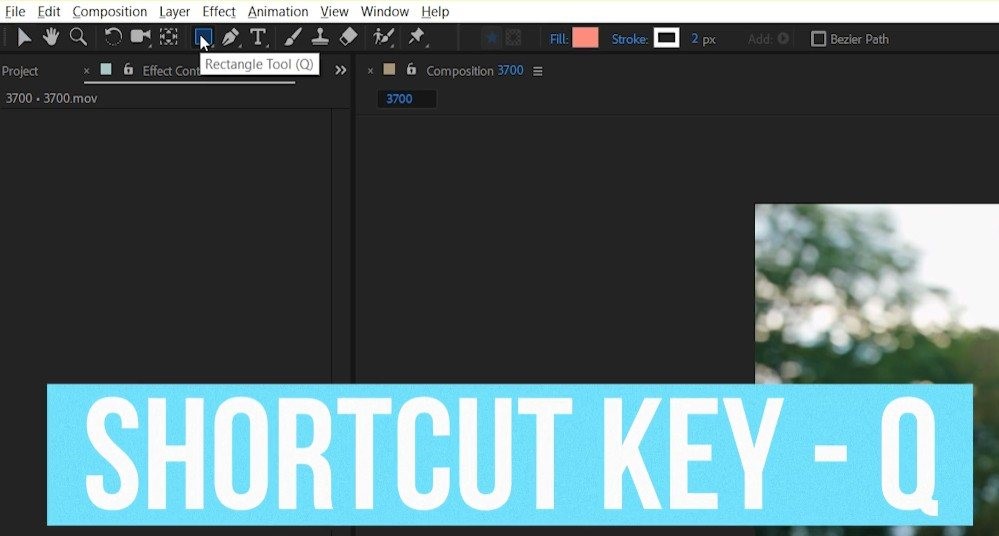 File Edit Composition Layer Effect Animation View Window Help
T Fill: Stroke: 2 px Add: Bezier Path
Rectangle Tool (Q)
Project × Effect Cont >> × Composition 3700
3700 • 3700.mov
3700
SHORTCUT KEY - Q